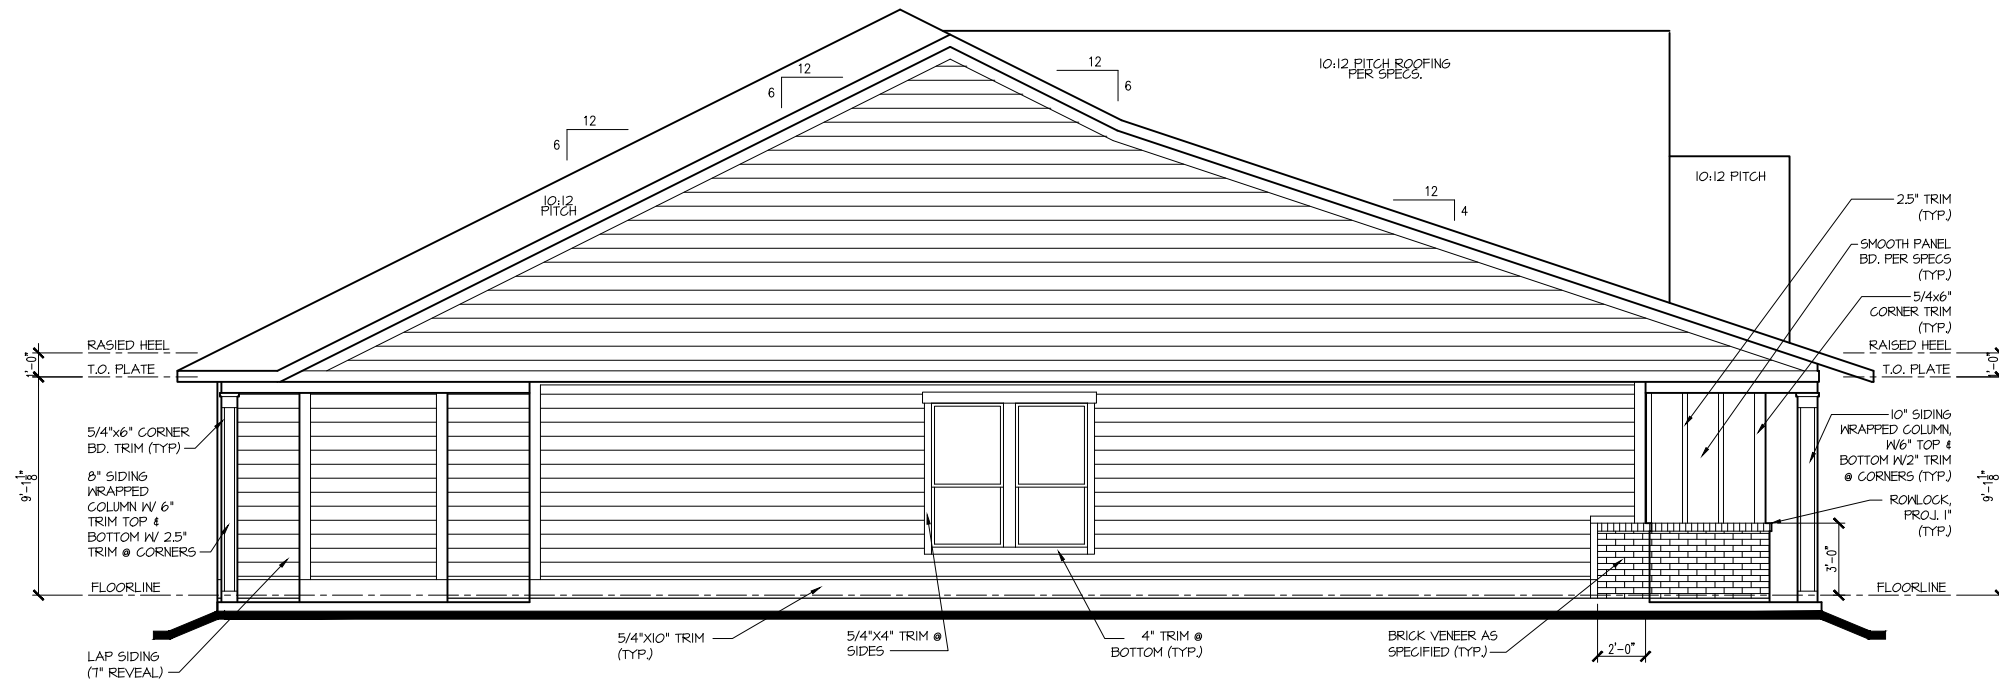 12
6
12
6
12
6
10:12 PITCH ROOFING
PER SPECS.
10:12
PITCH
12
4
10:12 PITCH
2.5" TRIM
(TYP.)
SMOOTH PANEL
BD. PER SPECS
(TYP.)
5/4x6"
CORNER TRIM
(TYP.)
RASIED HEEL
T.O. PLATE
1'-0"
RAISED HEEL
T.O. PLATE
1'-0"
5/4"x6" CORNER
BD. TRIM (TYP)
8" SIDING
WRAPPED
COLUMN W/ 6"
TRIM TOP &
BOTTOM W/ 2.5"
TRIM @ CORNERS
9'-1 1/8"
FLOORLINE
LAP SIDING
(7" REVEAL)
5/4"X10" TRIM
(TYP.)
5/4"X4" TRIM @
SIDES
4" TRIM @
BOTTOM (TYP.)
BRICK VENEER AS
SPECIFIED (TYP.)
2'-0"
10" SIDING
WRAPPED COLUMN,
W/6" TOP &
BOTTOM W/2" TRIM
@ CORNERS (TYP.)
ROWLOCK,
PROJ. 1"
(TYP.)
3'-0"
9'-1 1/8"
FLOORLINE